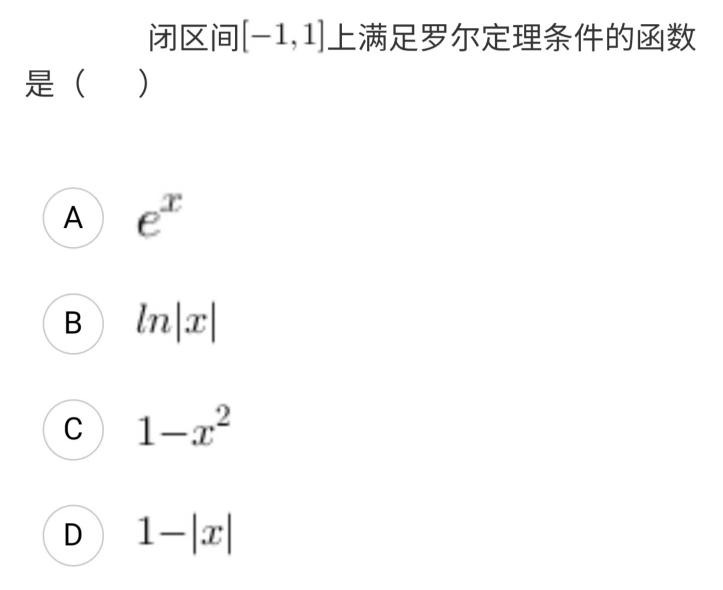 闭区间[−1,1]上满足罗尔定理条件的函数
是（　　）
A e^x
B ln|x|
C 1−x^2
D 1−|x|